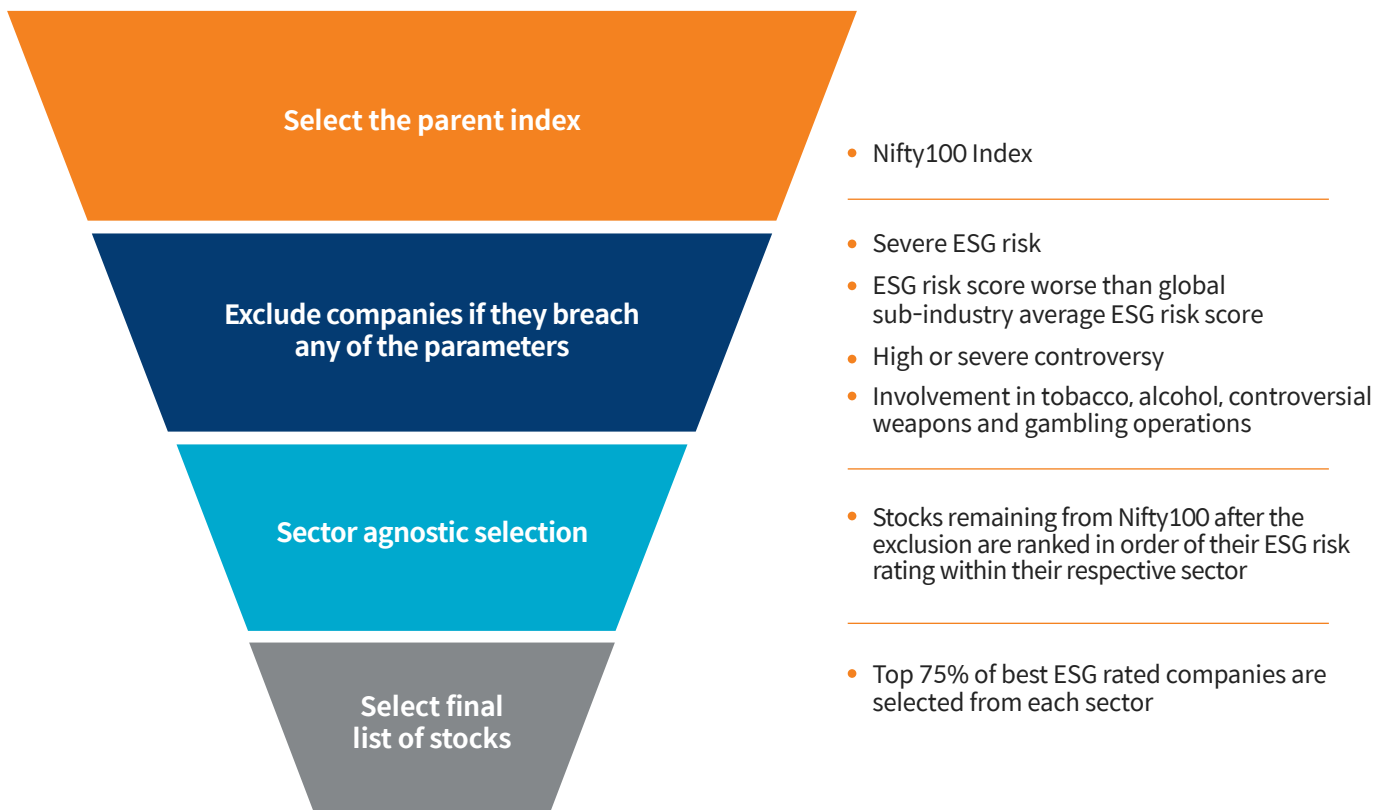 Select the parent index
• Nifty100 Index
Exclude companies if they breach
any of the parameters
• Severe ESG risk
• ESG risk score worse than global
sub-industry average ESG risk score
• High or severe controversy
• Involvement in tobacco, alcohol, controversial
weapons and gambling operations
Sector agnostic selection
• Stocks remaining from Nifty100 after the
exclusion are ranked in order of their ESG risk
rating within their respective sector
Select final
list of stocks
• Top 75% of best ESG rated companies are
selected from each sector